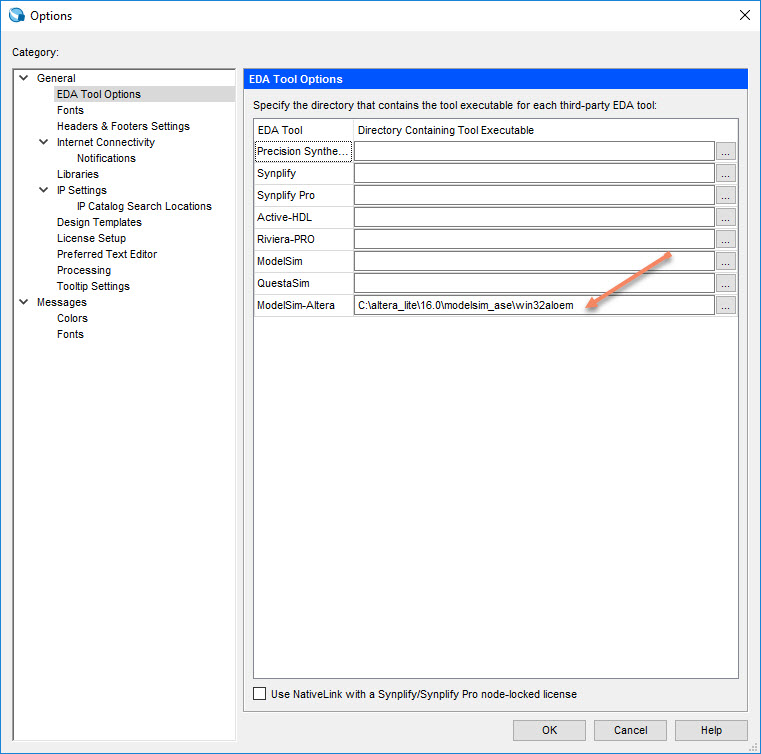 Options
Category:
General
EDA Tool Options
Fonts
Headers & Footers Settings
Internet Connectivity
Notifications
Libraries
IP Settings
IP Catalog Search Locations
Design Templates
License Setup
Preferred Text Editor
Processing
Tooltip Settings
Messages
Colors
Fonts
EDA Tool Options
Specify the directory that contains the tool executable for each third-party EDA tool:
EDA Tool Directory Containing Tool Executable
Precision Synthe... ...
Synplify ...
Synplify Pro ...
Active-HDL ...
Riviera-PRO ...
ModelSim ...
QuestaSim ...
ModelSim-Altera C:\altera_lite\16.0\modelsim_ase\win32aloem ...
Use NativeLink with a Synplify/Synplify Pro node-locked license
OK Cancel Help